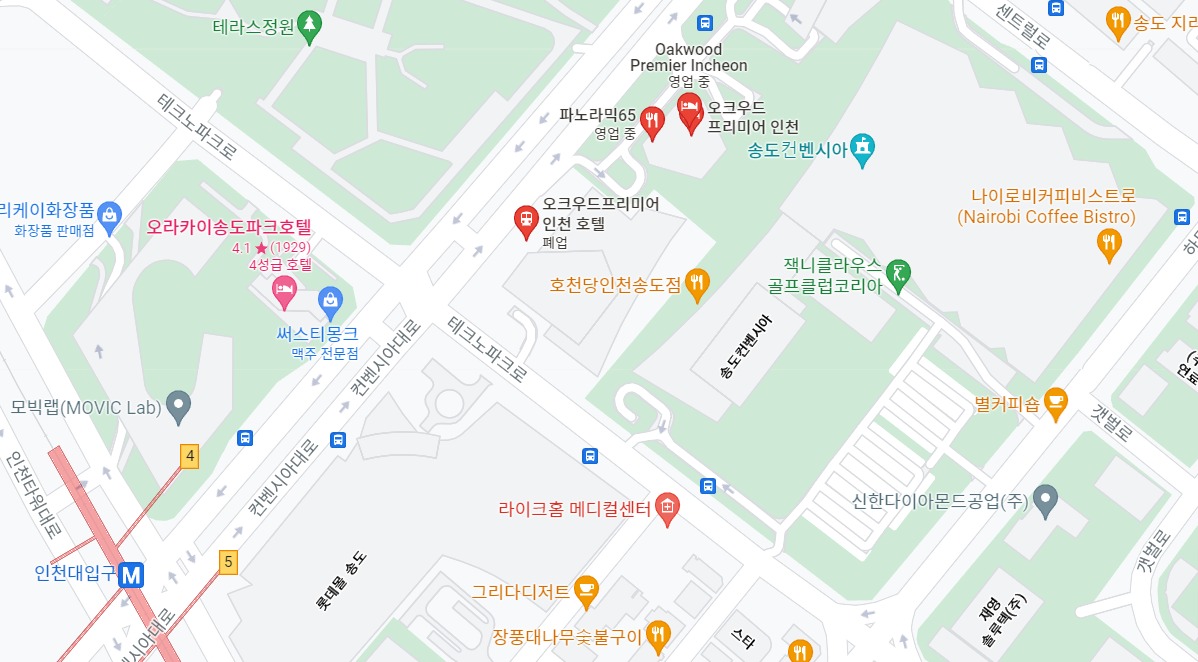 테라스정원
센트럴로
송도 지리
Oakwood
Premier Incheon
영업 중
파노라믹65
영업 중
오크우드
프리미어 인천
테크노파크로
송도컨벤시아
리케이화장품
화장품 판매점
오라카이송도파크호텔
4.1 ★ (1929)
4성급 호텔
오크우드프리미어
인천 호텔
폐업
나이로비커피비스트로
(Nairobi Coffee Bistro)
호천당인천송도점
잭니클라우스
골프클럽코리아
써스티몽크
맥주 전문점
컨벤시아대로
테크노파크로
송도컨벤시아
모빅랩(MOVIC Lab)
별커피숍
갯벌로
4
인천타워대로
컨벤시아대로
라이크홈 메디컬센터
신한다이아몬드공업(주)
갯벌로
5
인천대입구
M
롯데몰 송도
그리다디저트
장풍대나무숯불구이
스타
재영
솔루텍(주)